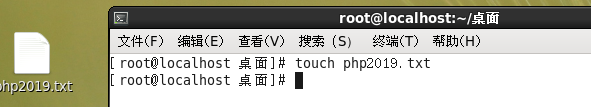 root@localhost:~/桌面
文件(F) 编辑(E) 查看(V) 搜索 (S) 终端(T) 帮助(H)
[root@localhost 桌面]# touch php2019.txt
[root@localhost 桌面]#
hp2019.txt